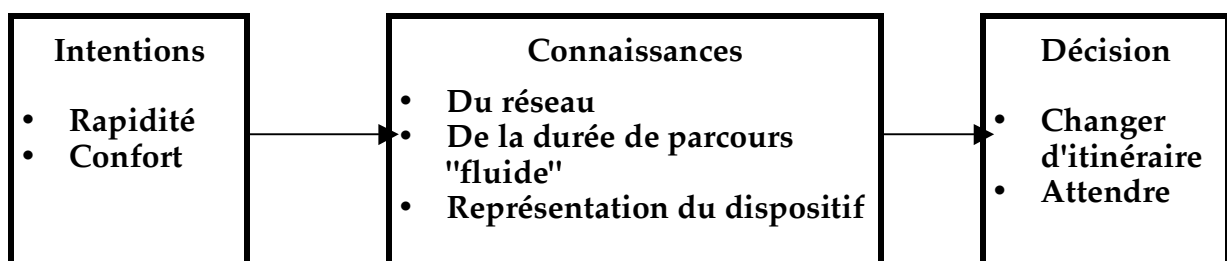 Intentions
• Rapidité
• Confort
Connaissances
• Du réseau
• De la durée de parcours
"fluide"
• Représentation du dispositif
Décision
• Changer
d'itinéraire
• Attendre